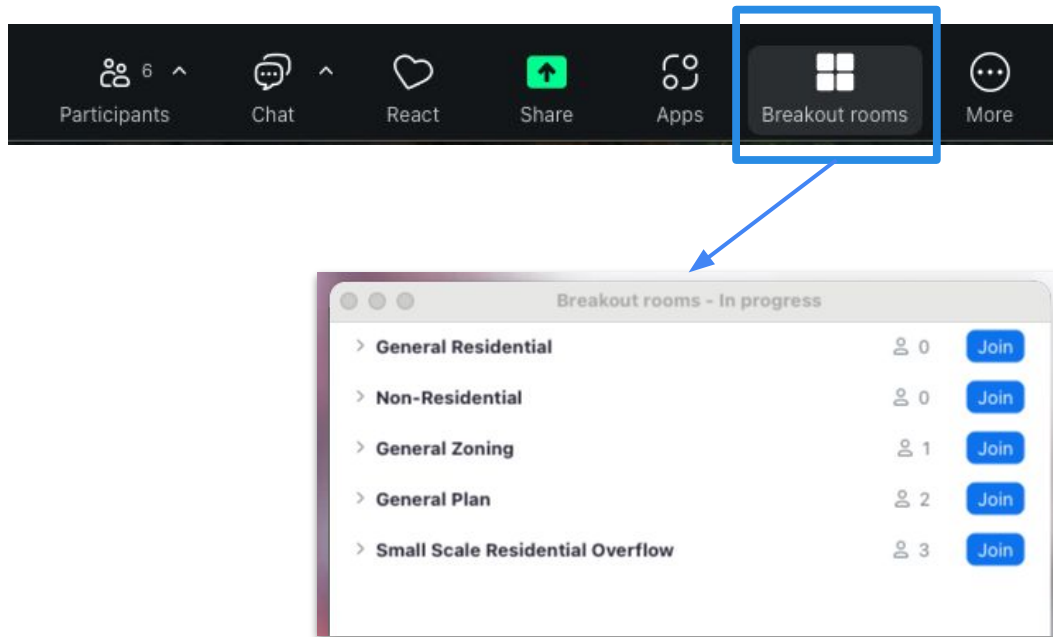 6
Participants Chat React Share Apps Breakout rooms More
Breakout rooms - In progress
General Residential 0 Join
Non-Residential 0 Join
General Zoning 1 Join
General Plan 2 Join
Small Scale Residential Overflow 3 Join